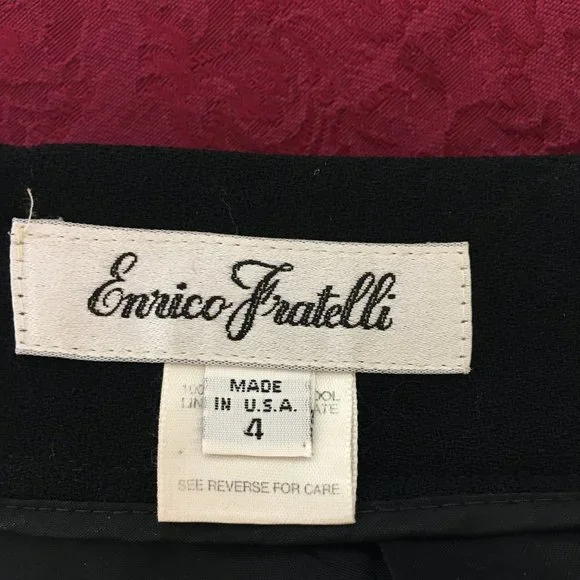 Enrico Fratelli
MADE
IN U.S.A.
4
SEE REVERSE FOR CARE